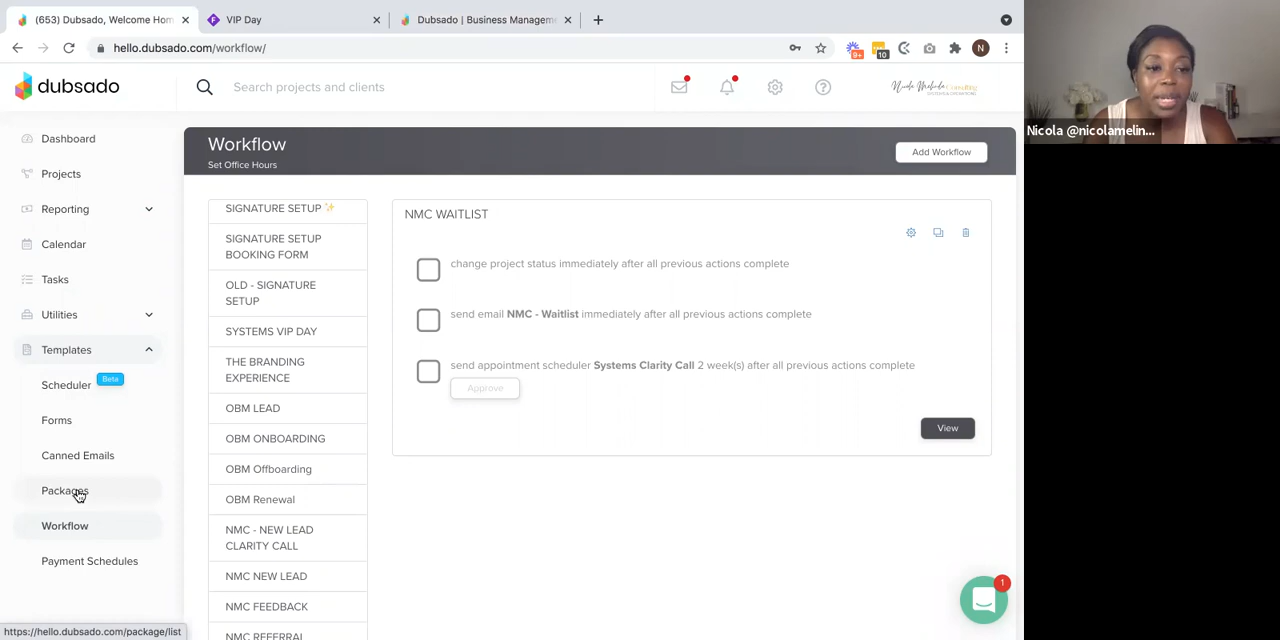 (653) Dubsado, Welcome Hom
VIP Day
Dubsado | Business Managem
hello.dubsado.com/workflow/
9+
10
N
dubsado
Search projects and clients
Nicola @nicolamelin...
Dashboard
Projects
Reporting
Calendar
Tasks
Utilities
Templates
Scheduler
Beta
Forms
Canned Emails
Packages
Workflow
Payment Schedules
Workflow
Set Office Hours
Add Workflow
SIGNATURE SETUP ✨
SIGNATURE SETUP
BOOKING FORM
OLD - SIGNATURE
SETUP
SYSTEMS VIP DAY
THE BRANDING
EXPERIENCE
OBM LEAD
OBM ONBOARDING
OBM Offboarding
OBM Renewal
NMC - NEW LEAD
CLARITY CALL
NMC NEW LEAD
NMC FEEDBACK
NMC REFERRAL
NMC WAITLIST
change project status immediately after all previous actions complete
send email NMC - Waitlist immediately after all previous actions complete
send appointment scheduler Systems Clarity Call 2 week(s) after all previous actions complete
Approve
View
1
https://hello.dubsado.com/package/list